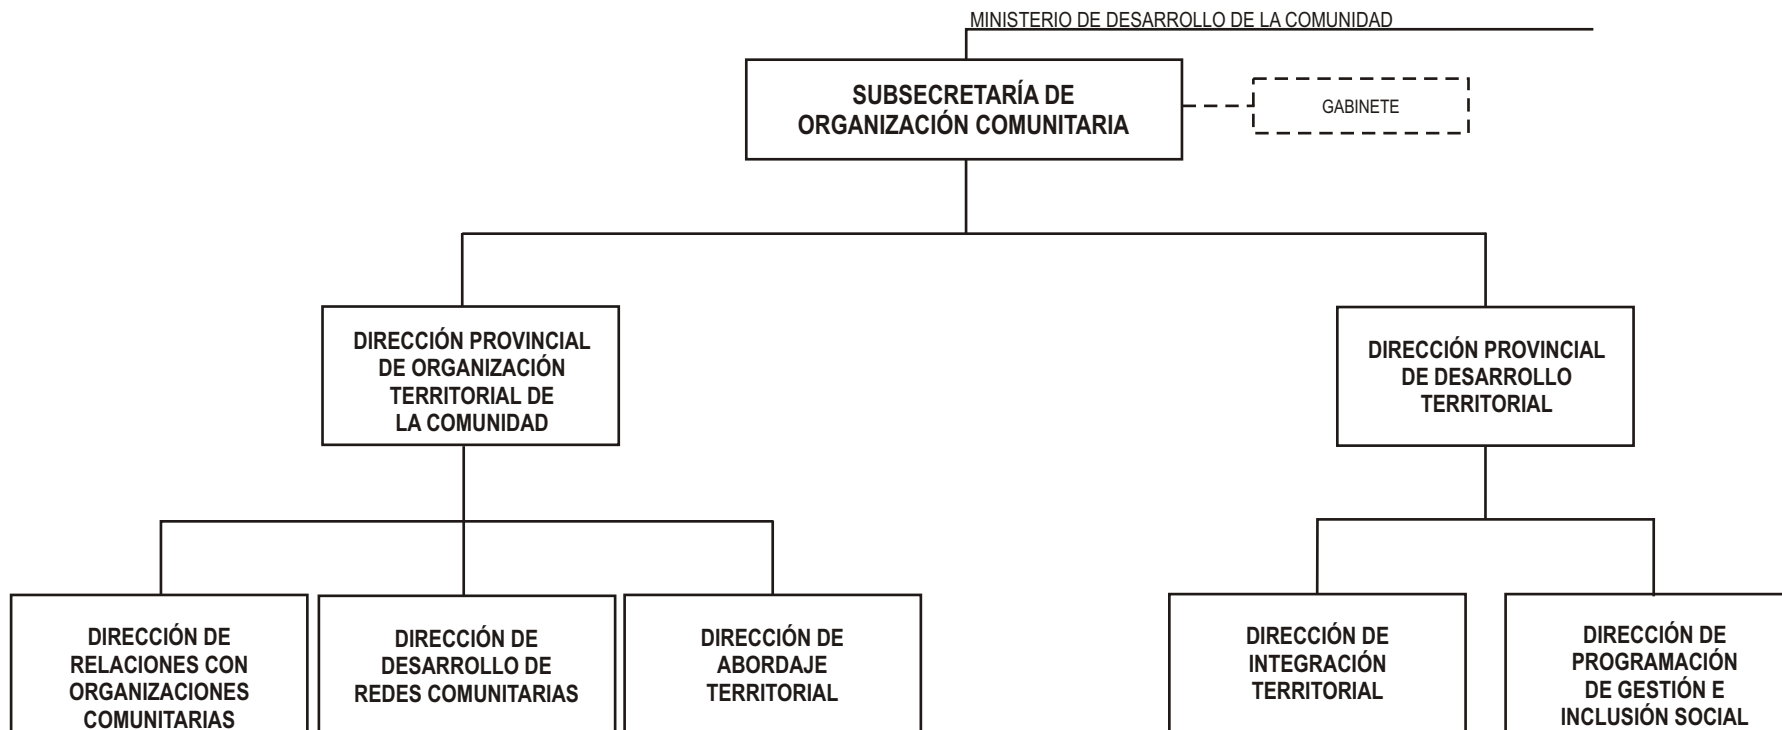 MINISTERIO DE DESARROLLO DE LA COMUNIDAD
SUBSECRETARÍA DE
ORGANIZACIÓN COMUNITARIA
GABINETE
DIRECCIÓN PROVINCIAL
DE ORGANIZACIÓN
TERRITORIAL DE
LA COMUNIDAD
DIRECCIÓN PROVINCIAL
DE DESARROLLO
TERRITORIAL
DIRECCIÓN DE
RELACIONES CON
ORGANIZACIONES
COMUNITARIAS
DIRECCIÓN DE
DESARROLLO DE
REDES COMUNITARIAS
DIRECCIÓN DE
ABORDAJE
TERRITORIAL
DIRECCIÓN DE
INTEGRACIÓN
TERRITORIAL
DIRECCIÓN DE
PROGRAMACIÓN
DE GESTIÓN E
INCLUSIÓN SOCIAL